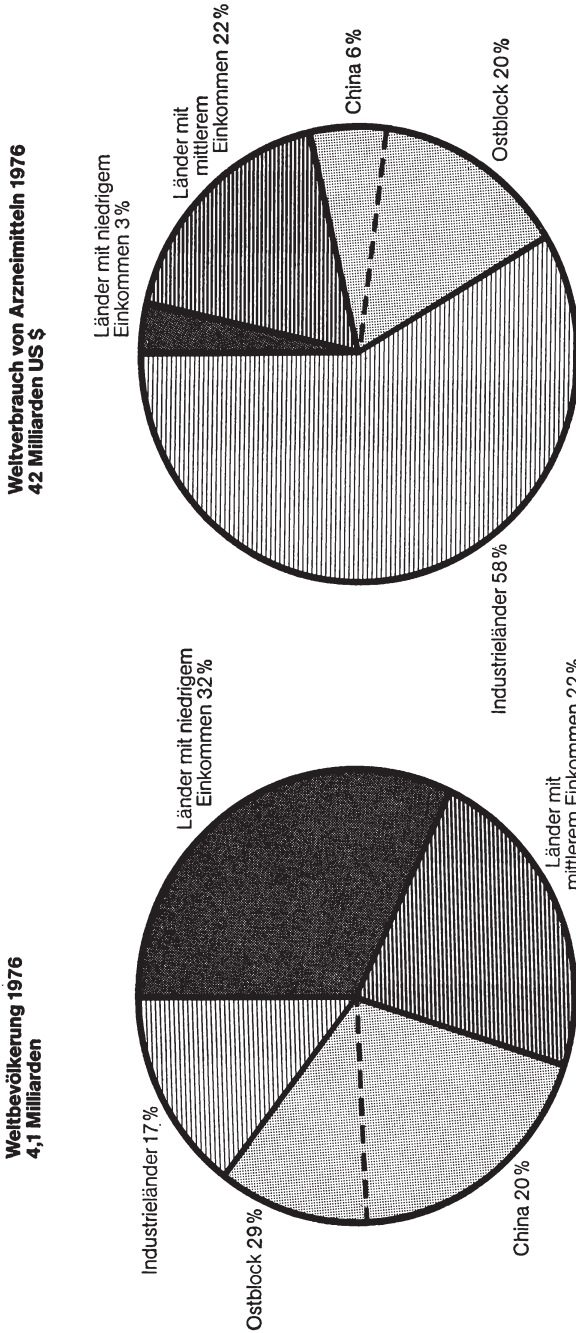 Weltbevölkerung 1976
4,1 Milliarden
Industrieländer 17%
Länder mit niedrigem
Einkommen 32%
Ostblock 29%
China 20%
Länder mit
mittlerem Einkommen 22%
Weltverbrauch von Arzneimitteln 1976
42 Milliarden US $
Länder mit niedrigem
Einkommen 3%
Länder mit
mittlerem
Einkommen 22%
China 6%
Ostblock 20%
Industrieländer 58%